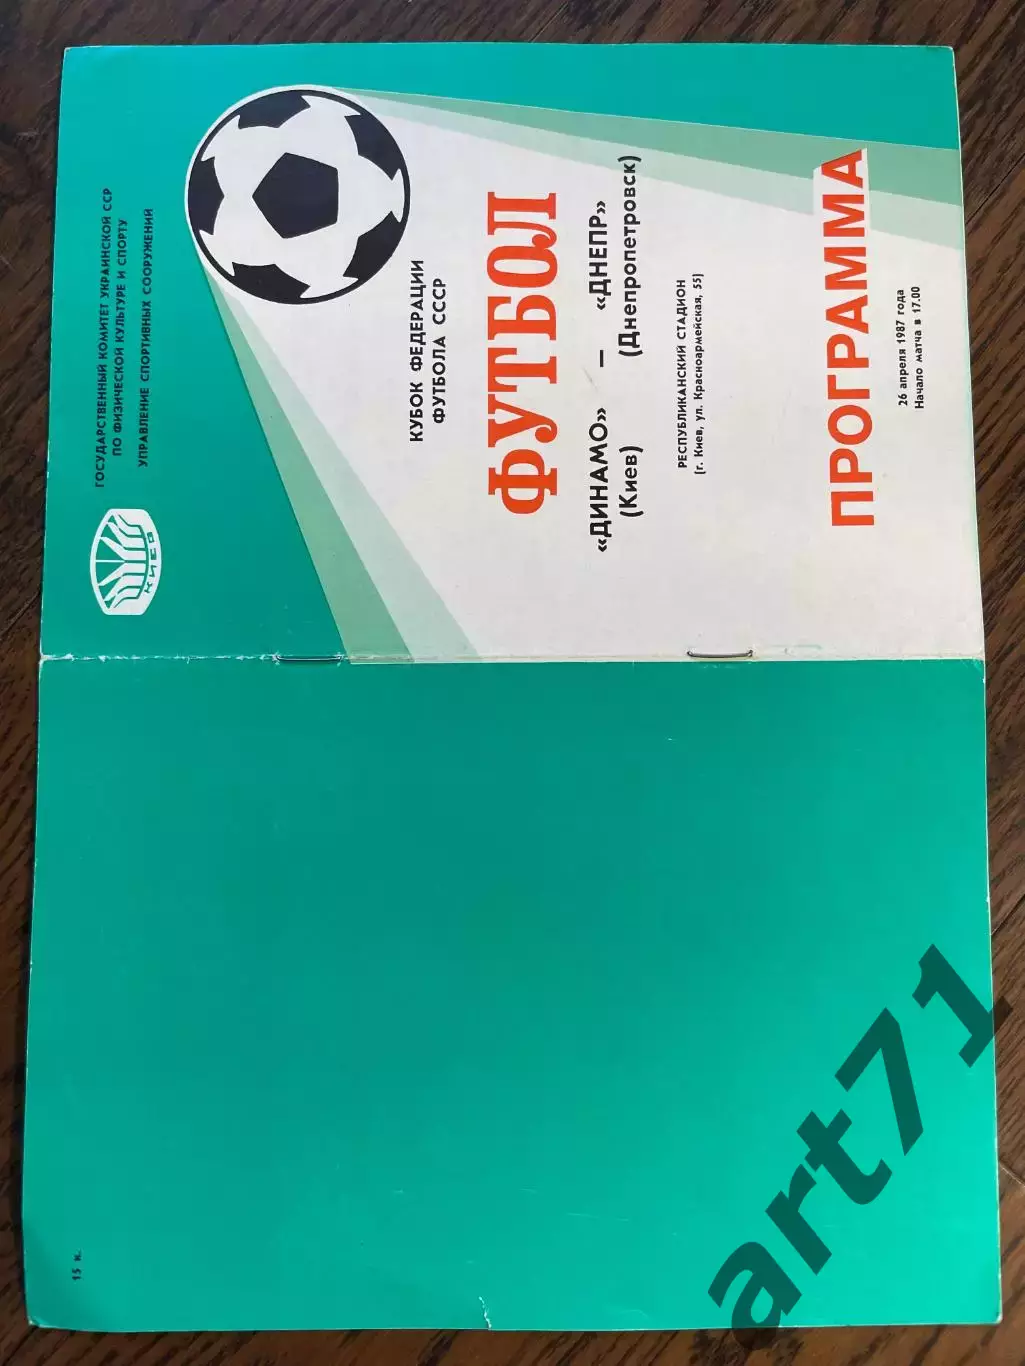 ГОСУДАРСТВЕННЫЙ КОМИТЕТ УКРАИНСКОЙ ССР
ПО ФИЗИЧЕСКОЙ КУЛЬТУРЕ И СПОРТУ
УПРАВЛЕНИЕ СПОРТИВНЫХ СООРУЖЕНИЙ
КИЕВ
КУБОК ФЕДЕРАЦИИ
ФУТБОЛА СССР
ФУТБОЛ
«ДИНАМО» — «ДНЕПР»
(Киев) (Днепропетровск)
РЕСПУБЛИКАНСКИЙ СТАДИОН
(г. Киев, ул. Красноармейская, 55)
ПРОГРАММА
26 апреля 1987 года
Начало матча в 17.00
15 к.
art71